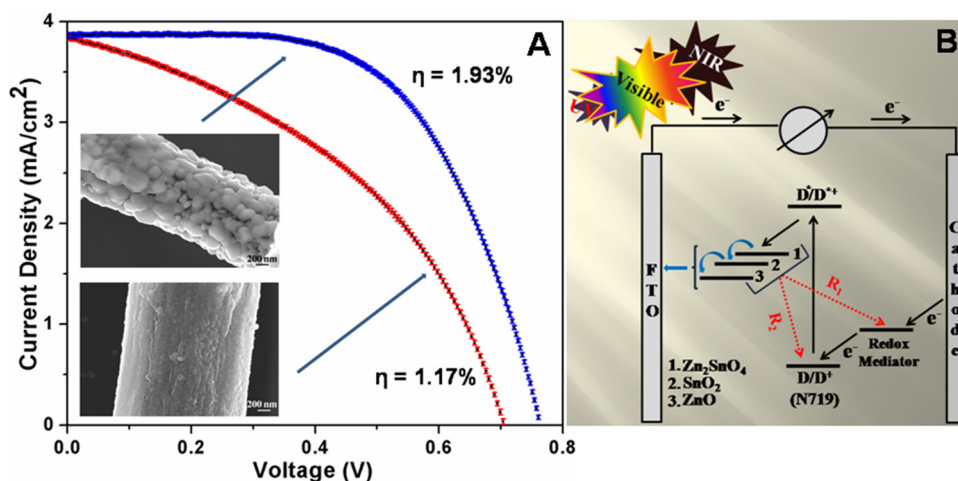 A
Current Density (mA/cm²)
4
3
2
1
0
0.0
0.2
0.4
0.6
0.8
Voltage (V)
η = 1.93%
η = 1.17%
200 nm
200 nm
B
NIR
Visible
e⁻
e⁻
FTO
Cathode
D*/D*⁺
1
2
3
R₁
R₂
e⁻
e⁻
Redox
Mediator
D/D⁺
(N719)
1. Zn₂SnO₄
2. SnO₂
3. ZnO